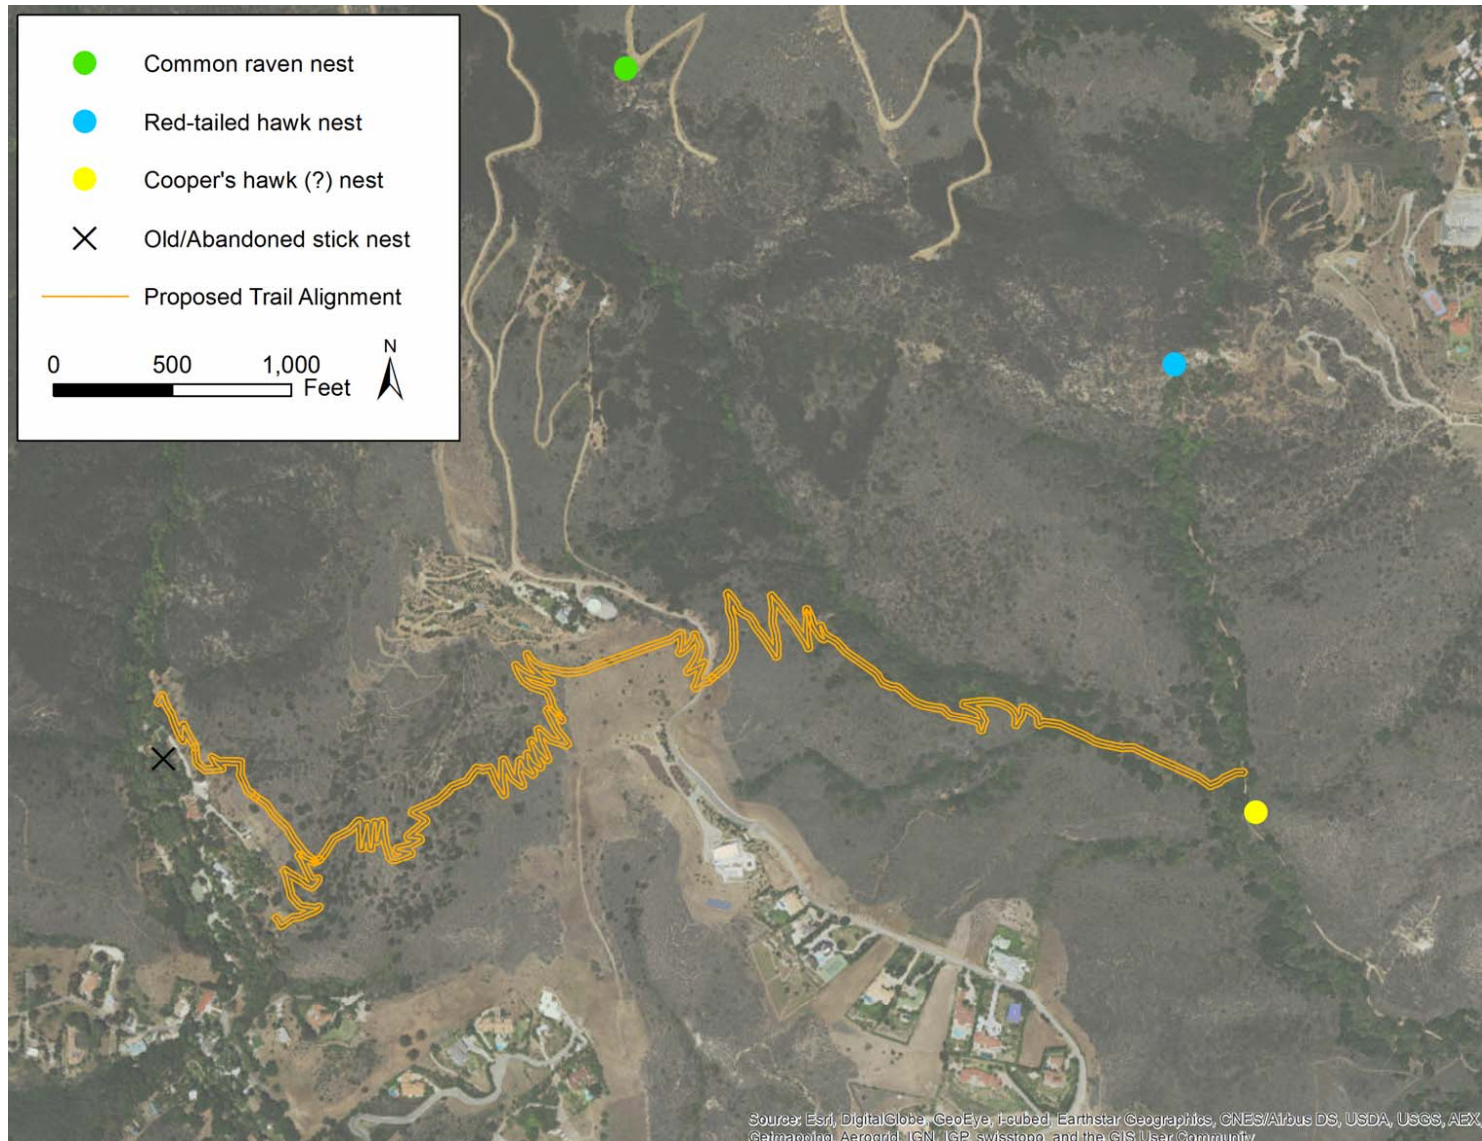 Common raven nest
Red-tailed hawk nest
Cooper's hawk (?) nest
Old/Abandoned stick nest
Proposed Trail Alignment
0 500 1,000
Feet
N
Source: Esri, DigitalGlobe, GeoEye, i-cubed, Earthstar Geographics, CNES/Airbus DS, USDA, USGS, AEX
Getmapping, Aerogrid, IGN, IGP, swisstopo, and the GIS User Community